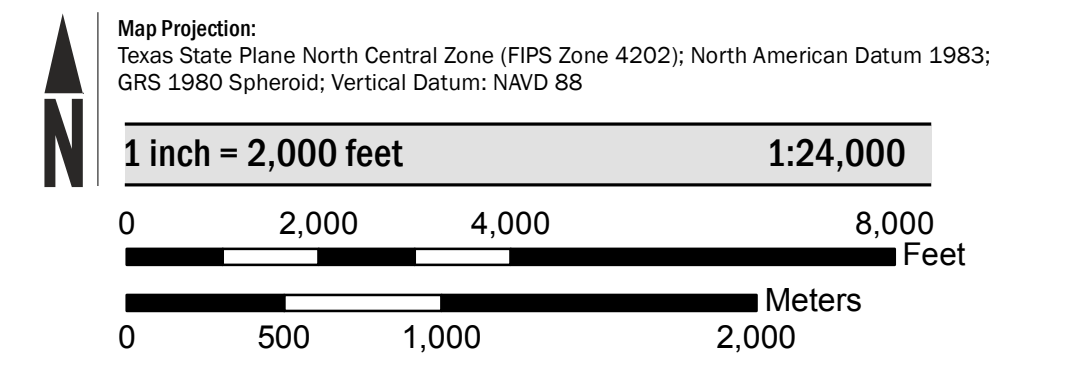 N
Map Projection:
Texas State Plane North Central Zone (FIPS Zone 4202); North American Datum 1983;
GRS 1980 Spheroid; Vertical Datum: NAVD 88
1 inch = 2,000 feet 1:24,000
0 2,000 4,000 8,000
Feet
Meters
0 500 1,000 2,000